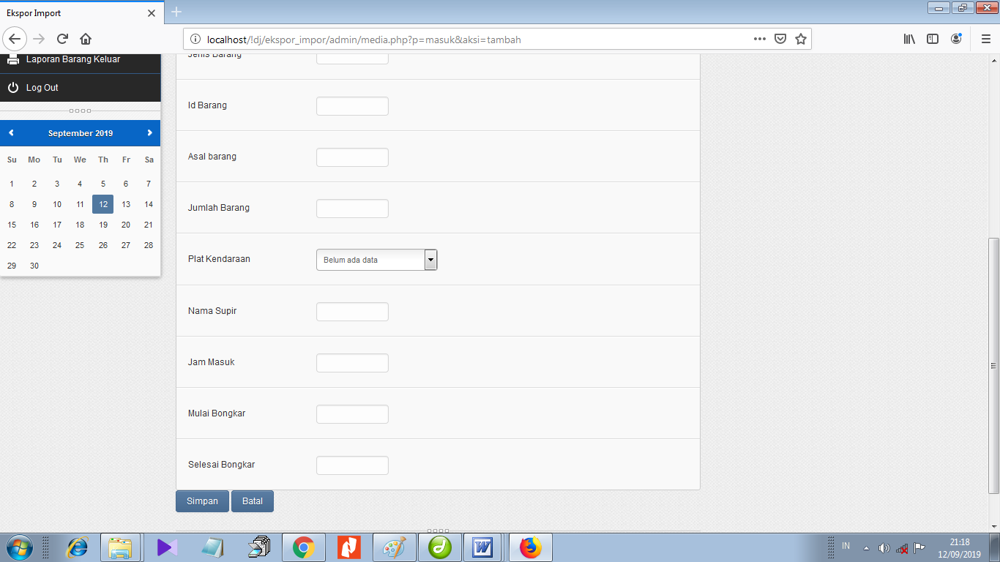 Ekspor Import
localhost/!dj/ekspor_impor/admin/media.php?p=masuk&aksi=tambah
Laporan Barang Keluar
Log Out
September 2019
Su Mo Tu We Th Fr Sa
1 2 3 4 5 6 7
8 9 10 11 12 13 14
15 16 17 18 19 20 21
22 23 24 25 26 27 28
29 30
Jenis Barang
Id Barang
Asal barang
Jumlah Barang
Plat Kendaraan Belum ada data
Nama Supir
Jam Masuk
Mulai Bongkar
Selesai Bongkar
Simpan Batal
IN 21:18
12/09/2019